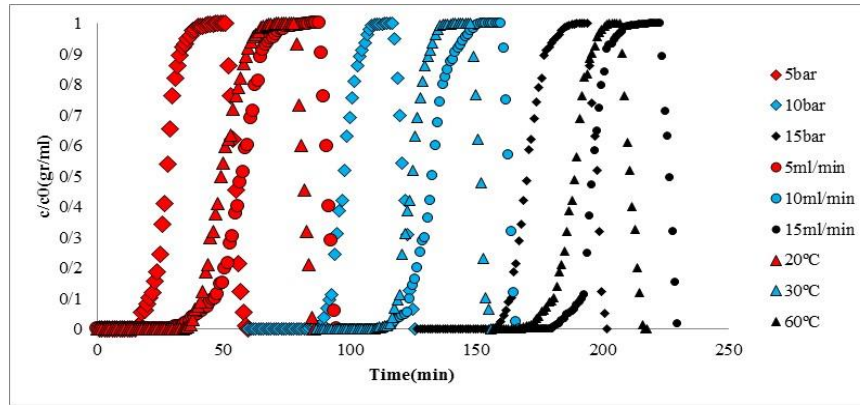 1
0/9
0/8
0/7
0/6
0/5
0/4
0/3
0/2
0/1
0
c/c0(gr/ml)
0 50 100 150 200 250
Time(min)
5bar
10bar
15bar
5ml/min
10ml/min
15ml/min
20ºC
30ºC
60ºC